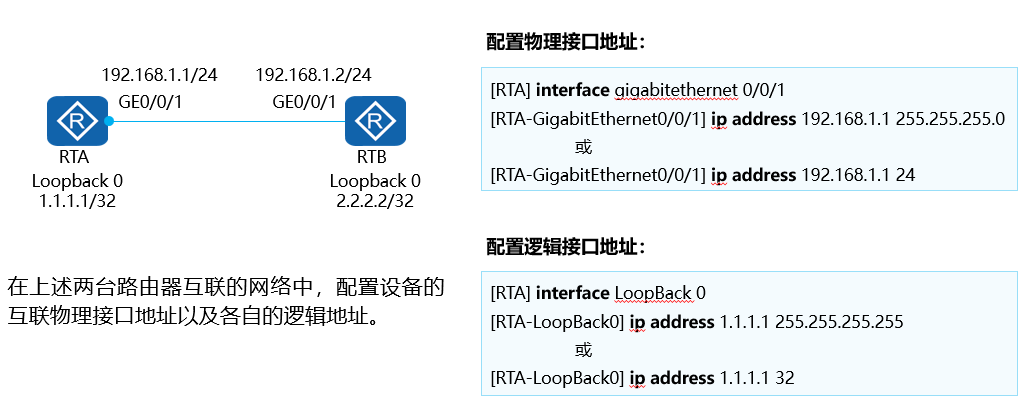 192.168.1.1/24
192.168.1.2/24
GE0/0/1
GE0/0/1
R
R
RTA
RTB
Loopback 0
Loopback 0
1.1.1.1/32
2.2.2.2/32
在上述两台路由器互联的网络中，配置设备的
互联物理接口地址以及各自的逻辑地址。
配置物理接口地址：
[RTA] interface gigabitethernet 0/0/1
[RTA-GigabitEthernet0/0/1] ip address 192.168.1.1 255.255.255.0
或
[RTA-GigabitEthernet0/0/1] ip address 192.168.1.1 24
配置逻辑接口地址：
[RTA] interface LoopBack 0
[RTA-LoopBack0] ip address 1.1.1.1 255.255.255.255
或
[RTA-LoopBack0] ip address 1.1.1.1 32